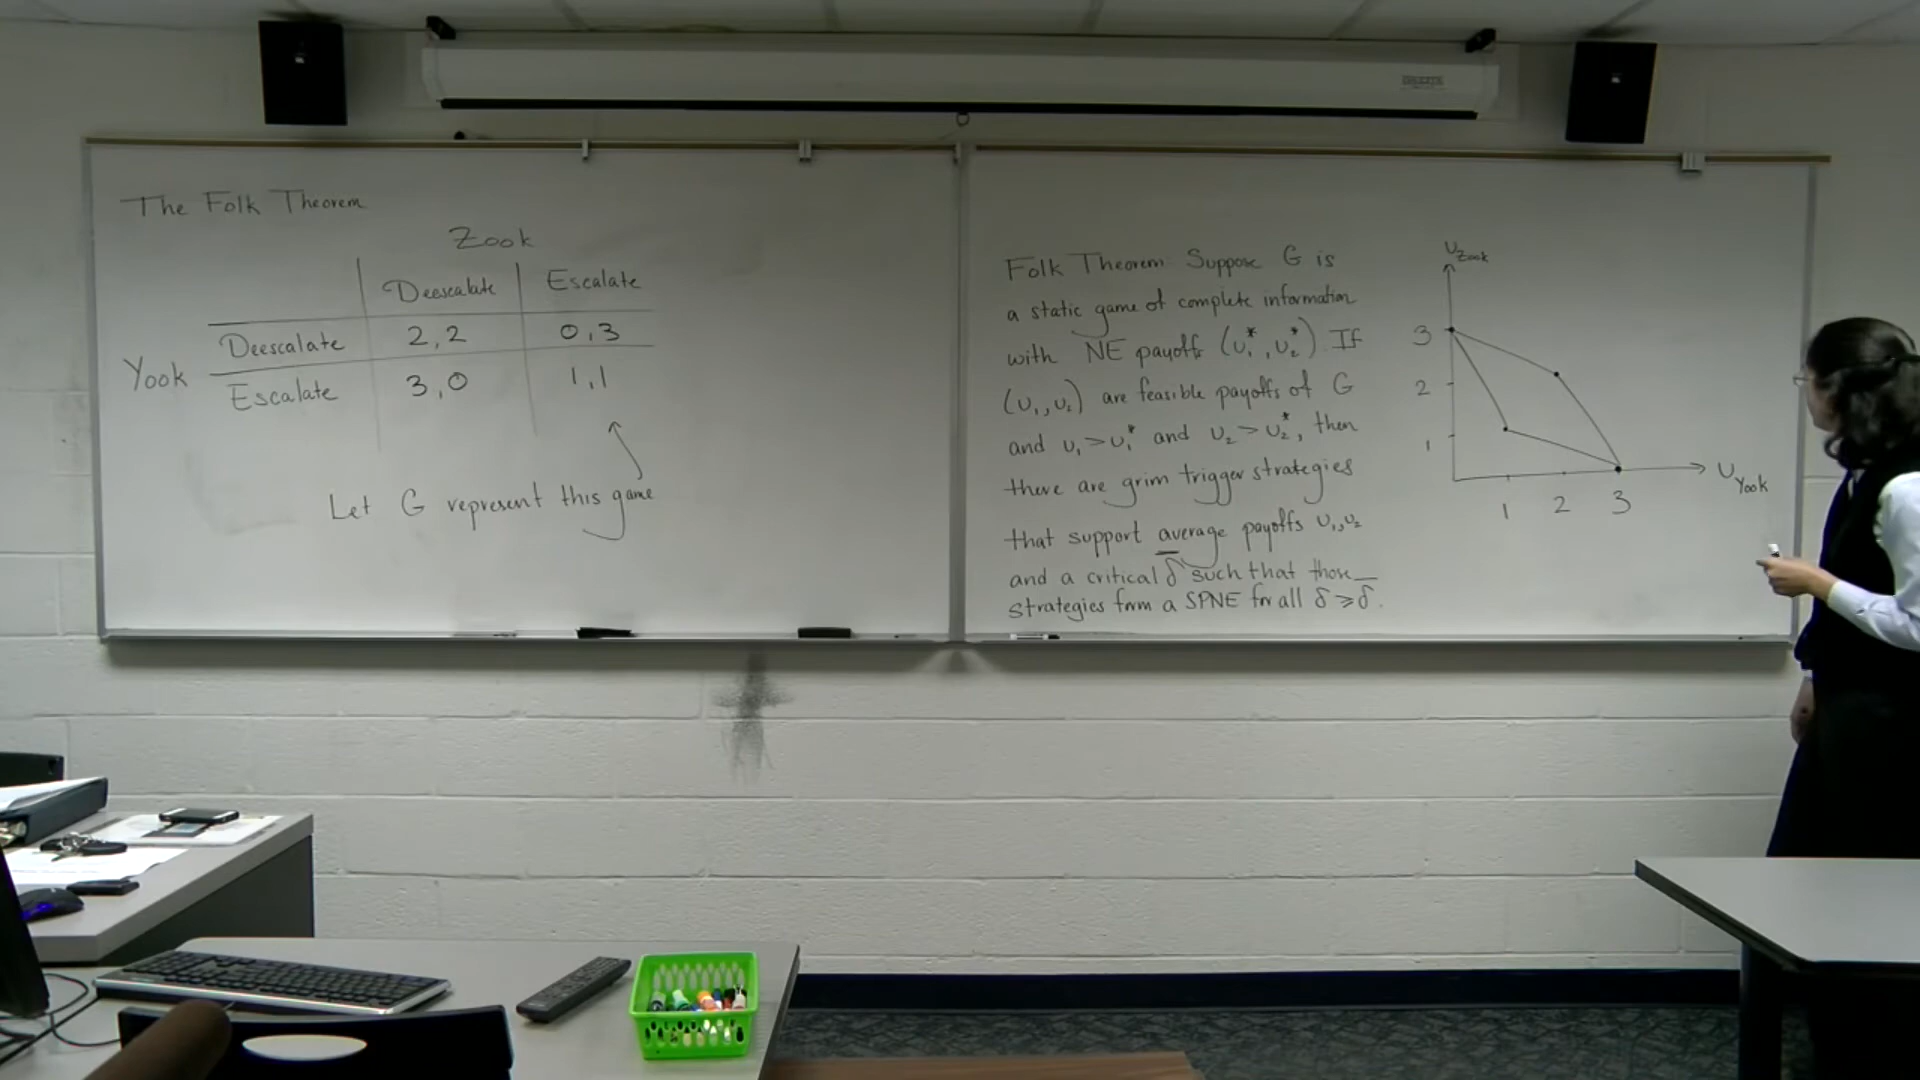 The Folk Theorem
Zook
Deescalate Escalate
Deescalate 2,2 0,3
Yook
Escalate 3,0 1,1
Let G represent this game
Folk Theorem Suppose G is
a static game of complete information
with NE payoffs (U₁*, U₂*). If
(U₁, U₂) are feasible payoffs of G
and U₁ > U₁* and U₂ > U₂*, then
there are grim trigger strategies
that support average payoffs U₁, U₂
and a critical δ such that those
strategies form a SPNE for all δ ≥ δ.
U Zook
3
2
1
1 2 3
U Yook